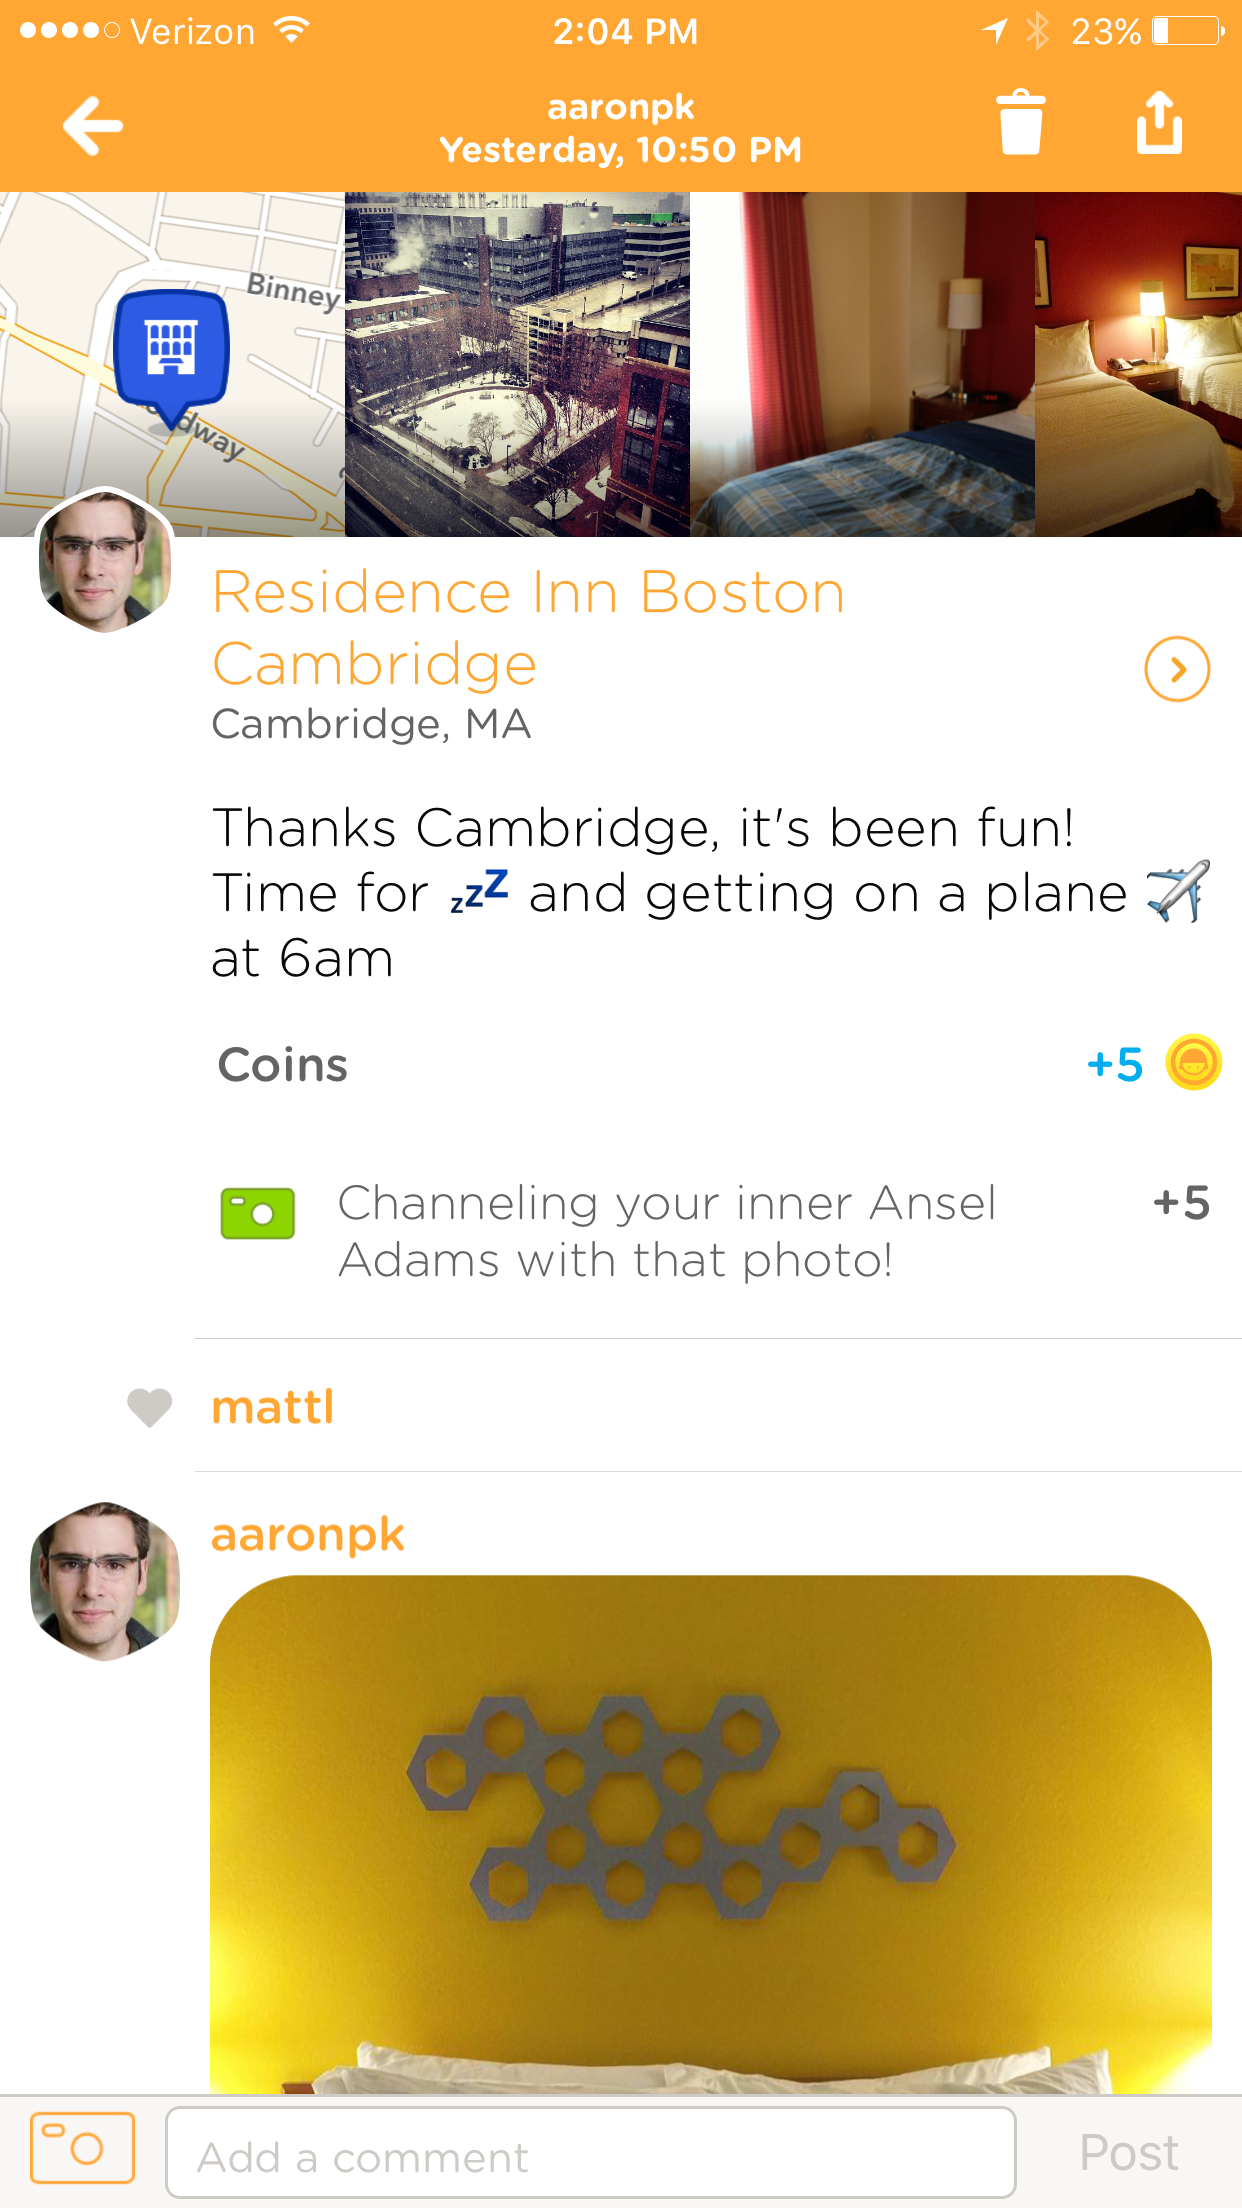 Verizon 2:04 PM 23%
aaronpk
Yesterday, 10:50 PM
Binney
dway
Residence Inn Boston
Cambridge
Cambridge, MA
Thanks Cambridge, it's been fun!
Time for 💤 and getting on a plane ✈️
at 6am
Coins +5
Channeling your inner Ansel +5
Adams with that photo!
mattl
aaronpk
Add a comment Post